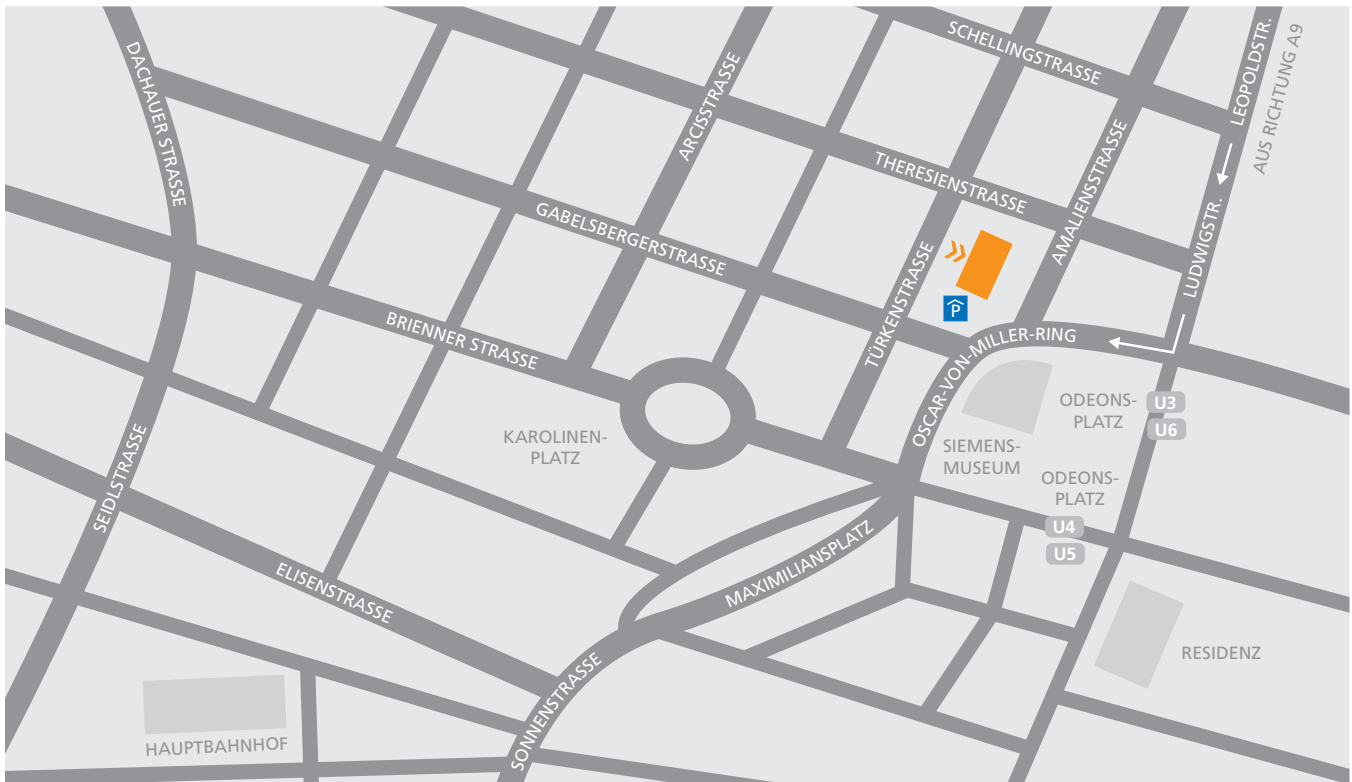 SCHELLINGSTRASSE
LEOPOLDSTR.
AUS RICHTUNG A9
DACHAUER STRASSE
ARCISSTRASSE
THERESIENSTRASSE
AMALIENSTRASSE
GABELSBERGERSTRASSE
LUDWIGSTR.
TÜRKENSTRASSE
P
BRIENNER STRASSE
OSCAR-VON-MILLER-RING
KAROLINEN-
PLATZ
ODEONS-
PLATZ
U3
U6
SIEMENS-
MUSEUM
ODEONS-
PLATZ
U4
U5
SEIDLSTRASSE
MAXIMILIANSPLATZ
ELISENSTRASSE
RESIDENZ
SONNENSTRASSE
HAUPTBAHNHOF